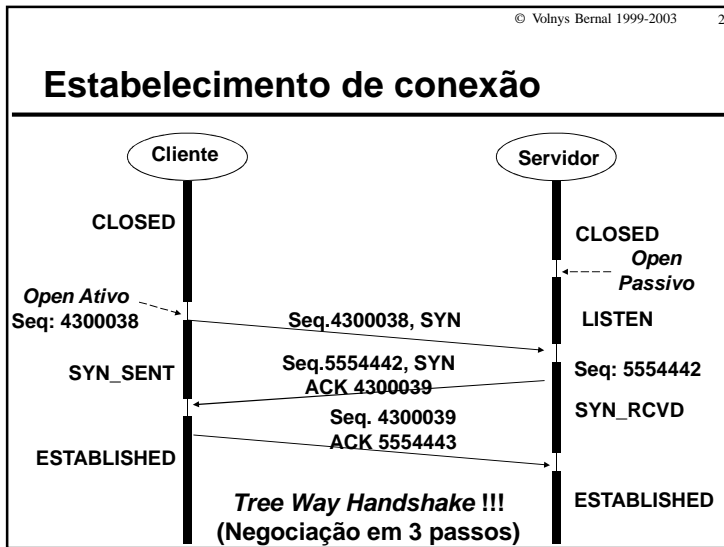 © Volnys Bernal 1999-2003 2
Estabelecimento de conexão
Cliente
Servidor
CLOSED
CLOSED
Open
Passivo
Open Ativo
Seq: 4300038
Seq.4300038, SYN
LISTEN
Seq.5554442, SYN
ACK 4300039
SYN_SENT
Seq: 5554442
Seq. 4300039
ACK 5554443
SYN_RCVD
ESTABLISHED
ESTABLISHED
Tree Way Handshake !!!
(Negociação em 3 passos)